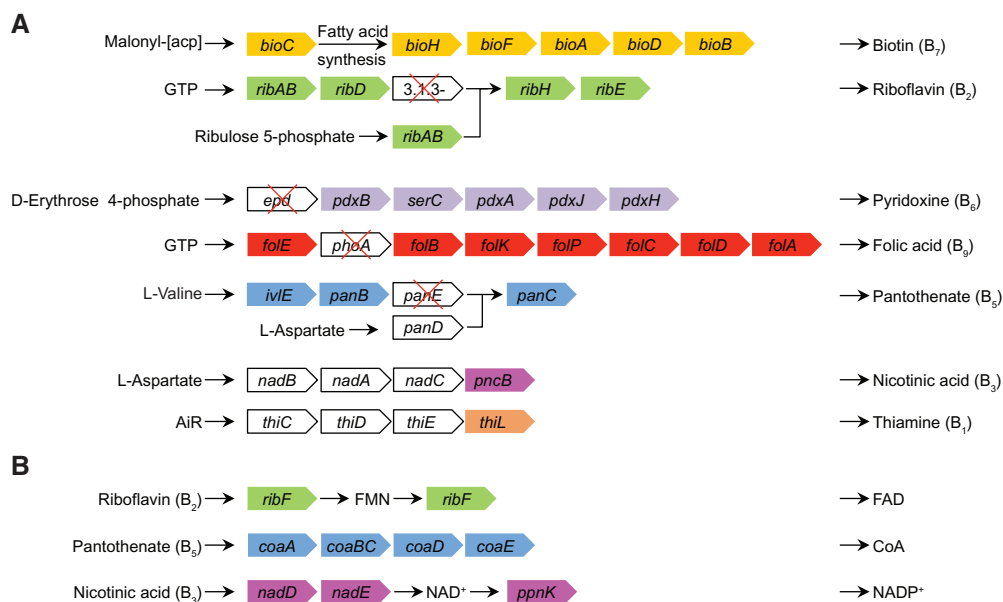 A
Malonyl-[acp] bioC Fatty acid synthesis bioH bioF bioA bioD bioB Biotin (B7)
GTP ribAB ribD 3.1.3- ribH ribE Riboflavin (B2)
Ribulose 5-phosphate ribAB
D-Erythrose 4-phosphate epd pdxB serC pdxA pdxJ pdxH Pyridoxine (B6)
GTP folE phoA folB folK folP folC folD folA Folic acid (B9)
L-Valine ivlE panB panE panC Pantothenate (B5)
L-Aspartate panD
L-Aspartate nadB nadA nadC pncB Nicotinic acid (B3)
AiR thiC thiD thiE thiL Thiamine (B1)
B
Riboflavin (B2) ribF FMN ribF FAD
Pantothenate (B5) coaA coaBC coaD coaE CoA
Nicotinic acid (B3) nadD nadE NAD+ ppnK NADP+